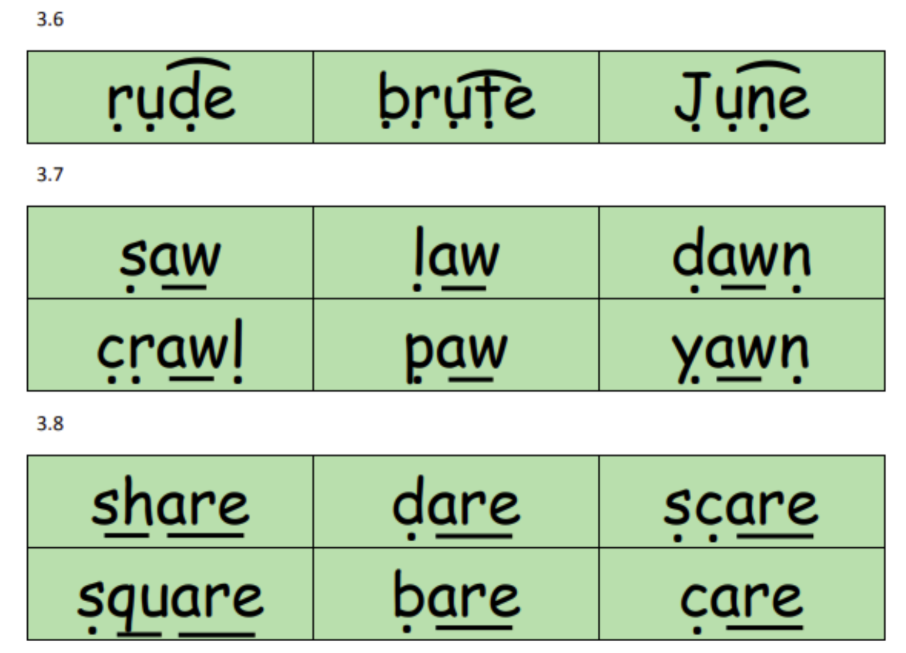 3.6
rude brute June
3.7
saw law dawn
crawl paw yawn
3.8
share dare scare
square bare care